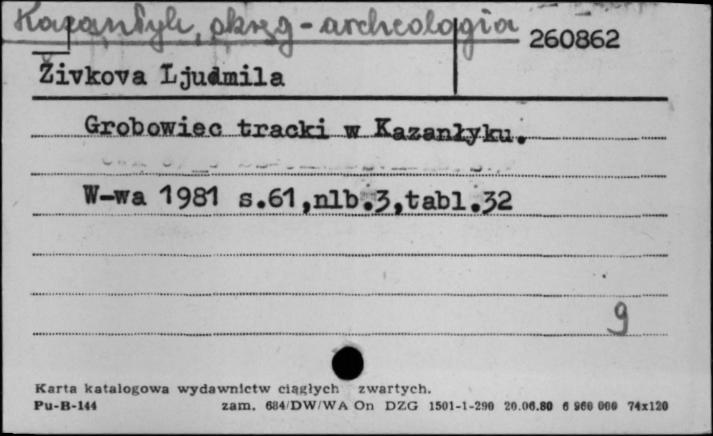 Kazanłyk, okręg - archeologia
260862
Živkova Ljudmila
Grobowiec tracki w Kazanłyku.
W-wa 1981 s.61,nlb.3,tabl.32
9
Karta katalogowa wydawnictw ciągłych zwartych.
Pu-B-144 zam. 684/DW/WA On DZG 1501-1-290 20.06.80 6 960 000 74x120